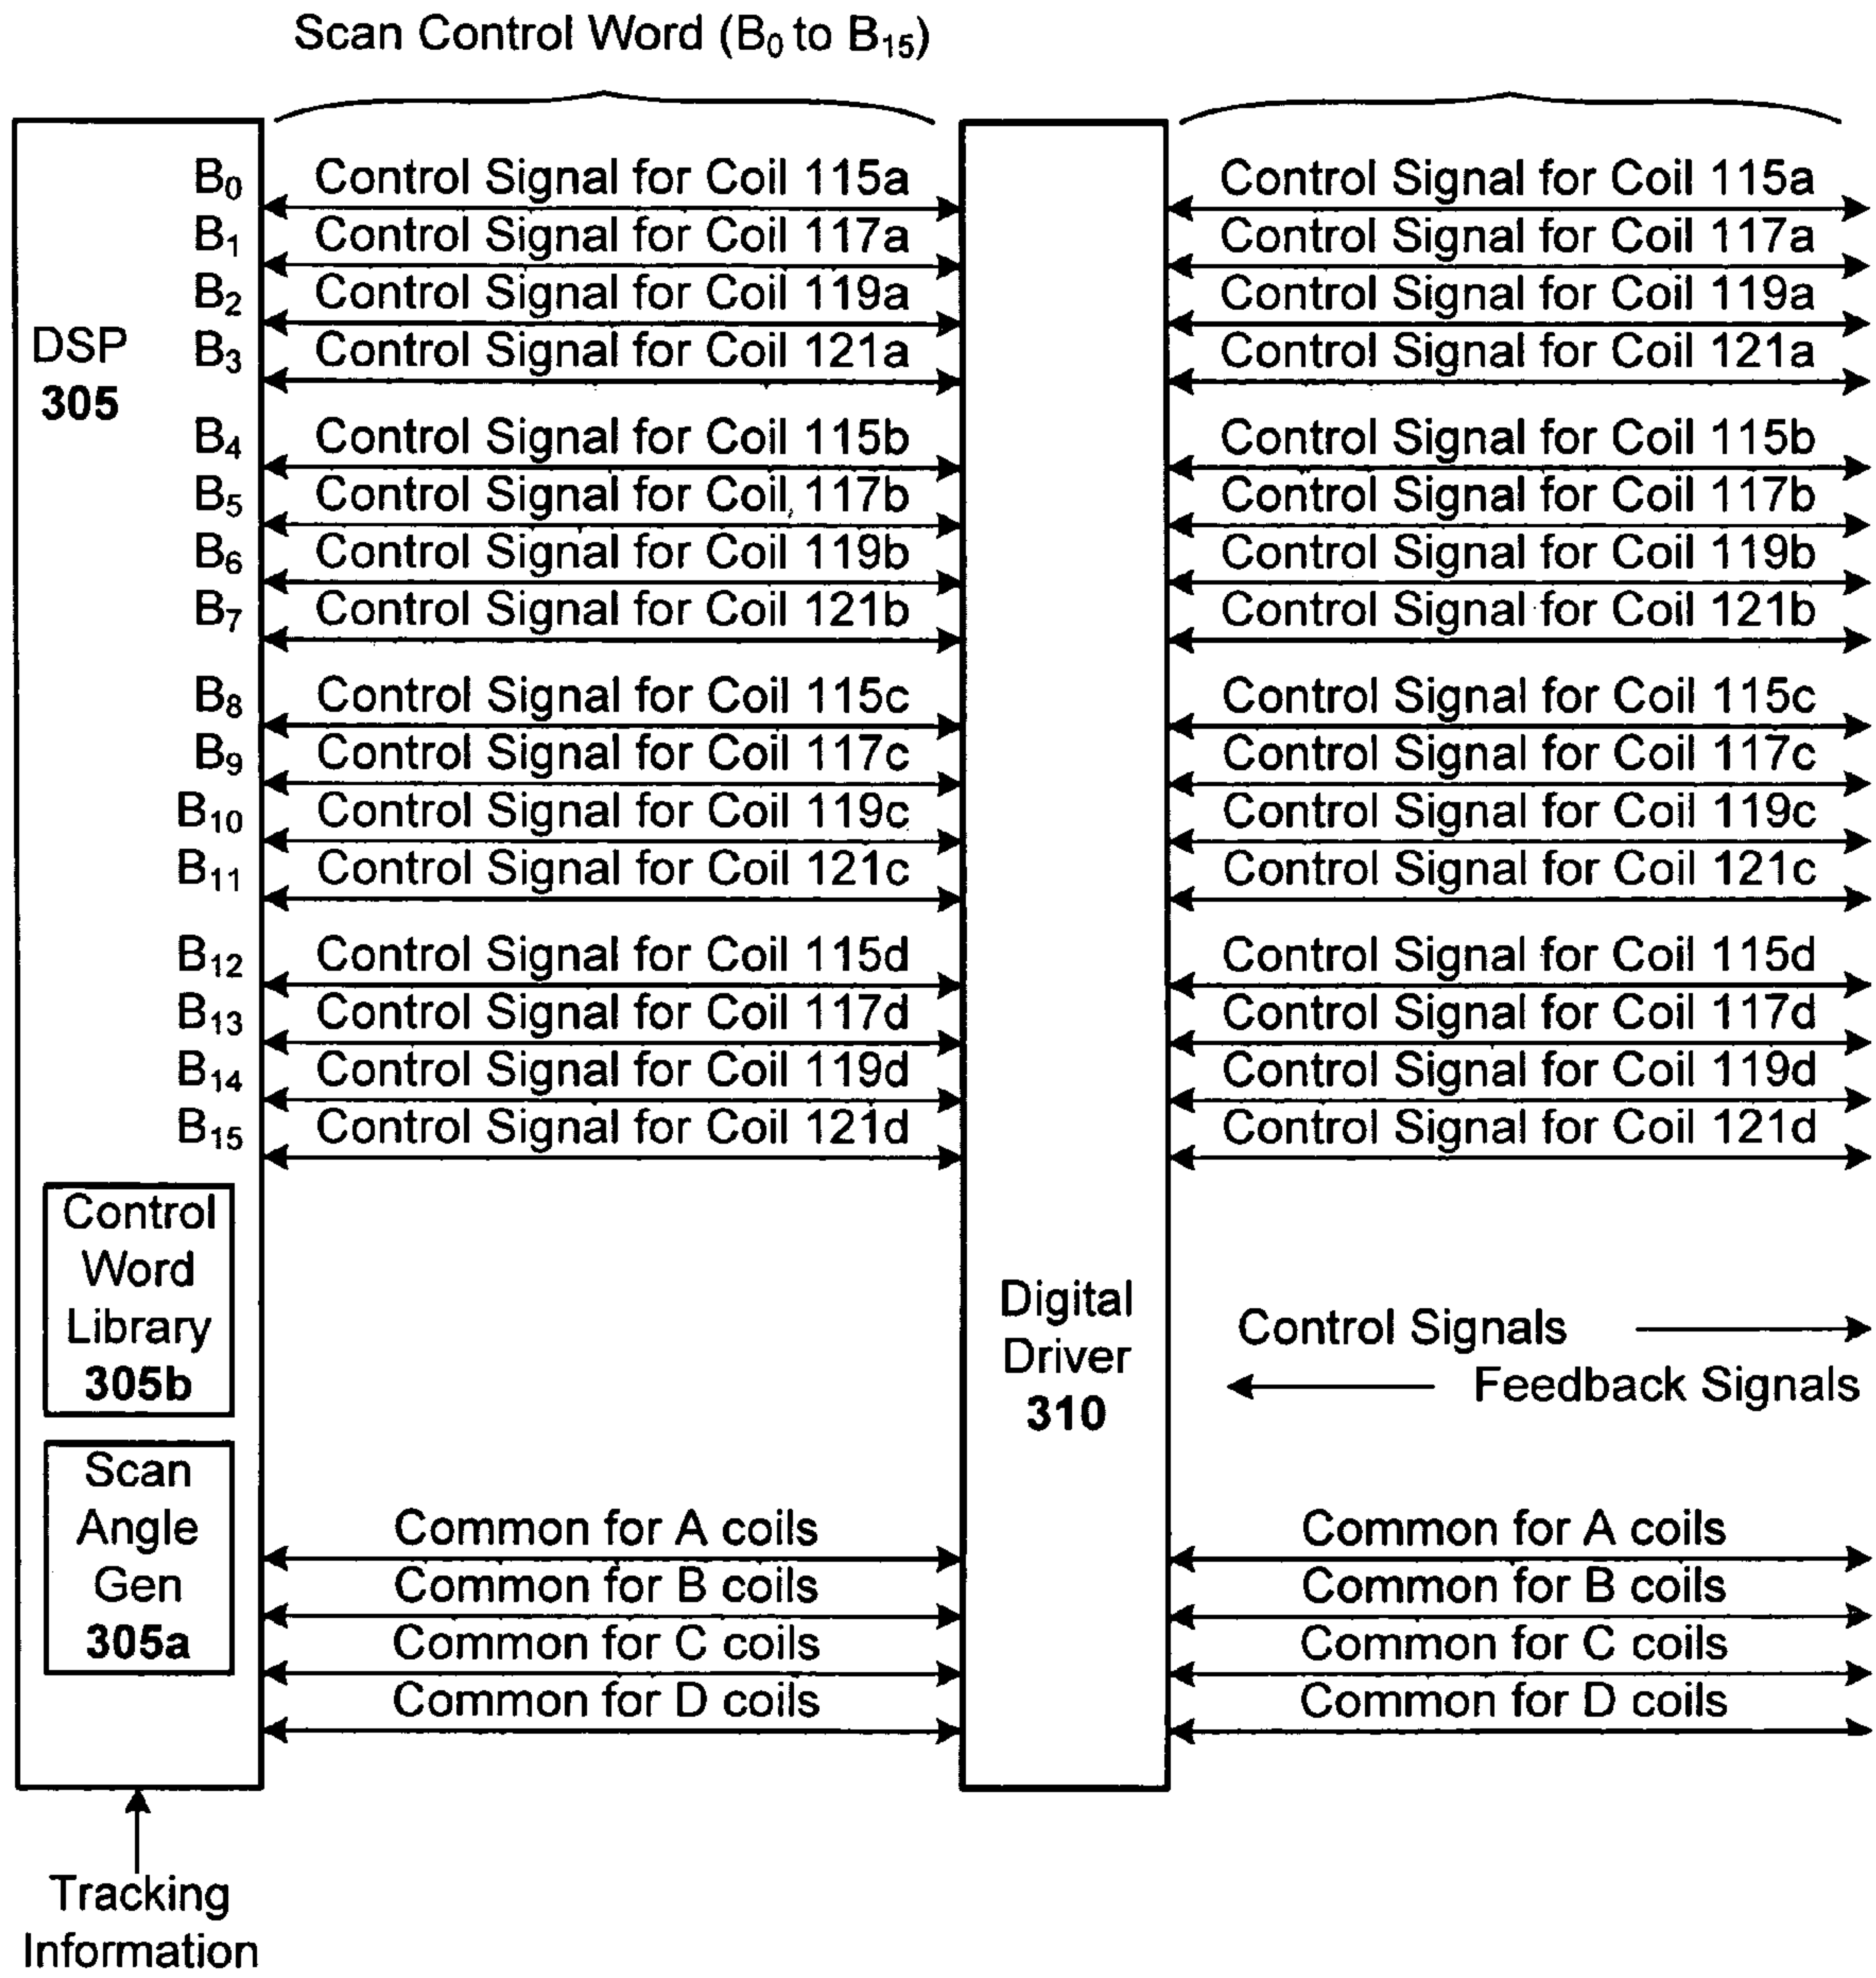 Scan Control Word (B₀ to B₁₅)
B₀ Control Signal for Coil 115a Control Signal for Coil 115a
B₁ Control Signal for Coil 117a Control Signal for Coil 117a
B₂ Control Signal for Coil 119a Control Signal for Coil 119a
DSP B₃ Control Signal for Coil 121a Control Signal for Coil 121a
305
B₄ Control Signal for Coil 115b Control Signal for Coil 115b
B₅ Control Signal for Coil 117b Control Signal for Coil 117b
B₆ Control Signal for Coil 119b Control Signal for Coil 119b
B₇ Control Signal for Coil 121b Control Signal for Coil 121b
B₈ Control Signal for Coil 115c Control Signal for Coil 115c
B₉ Control Signal for Coil 117c Control Signal for Coil 117c
B₁₀ Control Signal for Coil 119c Control Signal for Coil 119c
B₁₁ Control Signal for Coil 121c Control Signal for Coil 121c
B₁₂ Control Signal for Coil 115d Control Signal for Coil 115d
B₁₃ Control Signal for Coil 117d Control Signal for Coil 117d
B₁₄ Control Signal for Coil 119d Control Signal for Coil 119d
B₁₅ Control Signal for Coil 121d Control Signal for Coil 121d
Control
Word
Library
305b
Digital
Driver
310
Control Signals
Feedback Signals
Scan
Angle
Gen
305a
Common for A coils Common for A coils
Common for B coils Common for B coils
Common for C coils Common for C coils
Common for D coils Common for D coils
Tracking
Information